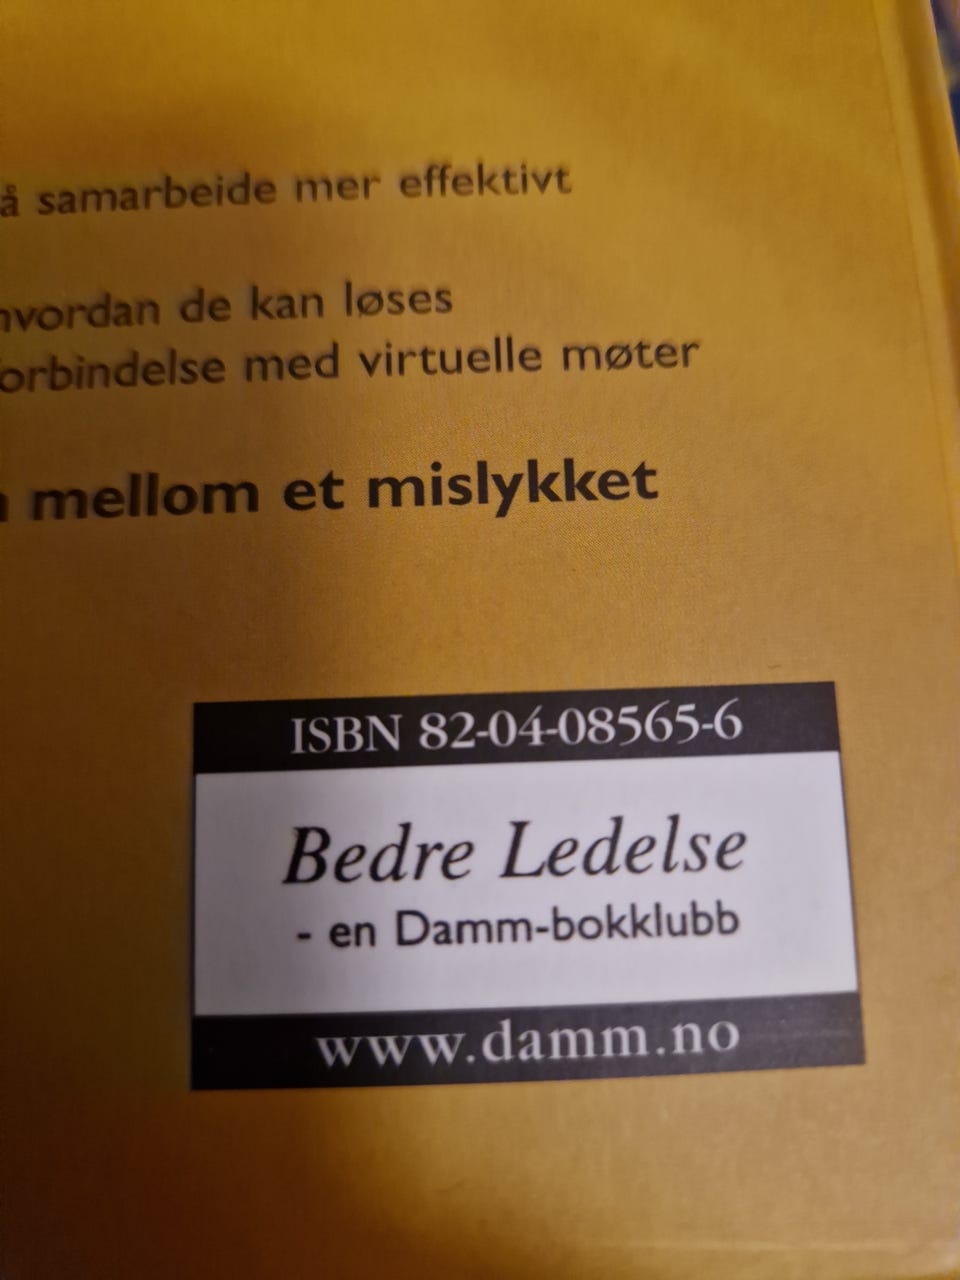 å samarbeide mer effektivt
hvordan de kan løses
forbindelse med virtuelle møter
mellom et mislykket
ISBN 82-04-08565-6
Bedre Ledelse
- en Damm-bokklubb
www.damm.no